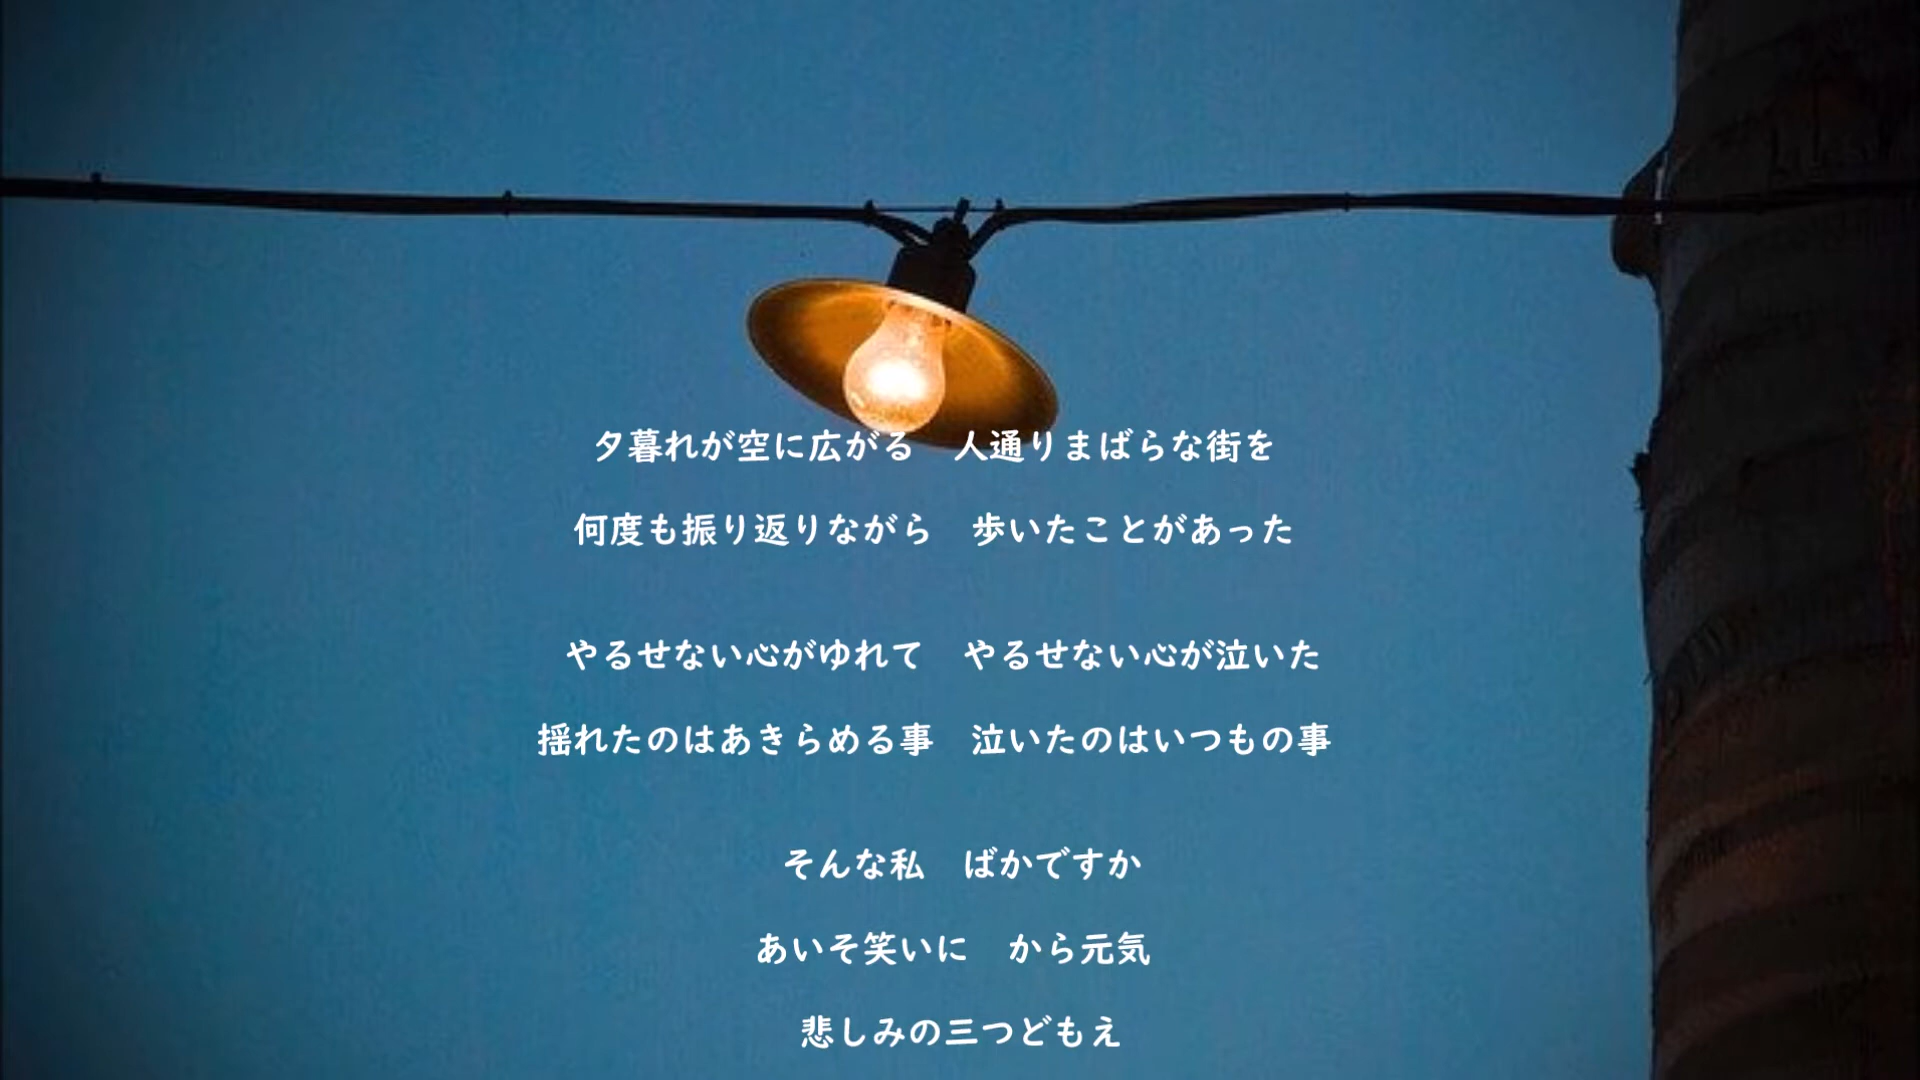 夕暮れが空に広がる　人通りまばらな街を
何度も振り返りながら　歩いたことがあった
やるせない心がゆれて　やるせない心が泣いた
揺れたのはあきらめる事　泣いたのはいつもの事
そんな私　ばかですか
あいそ笑いに　から元気
悲しみの三つどもえ